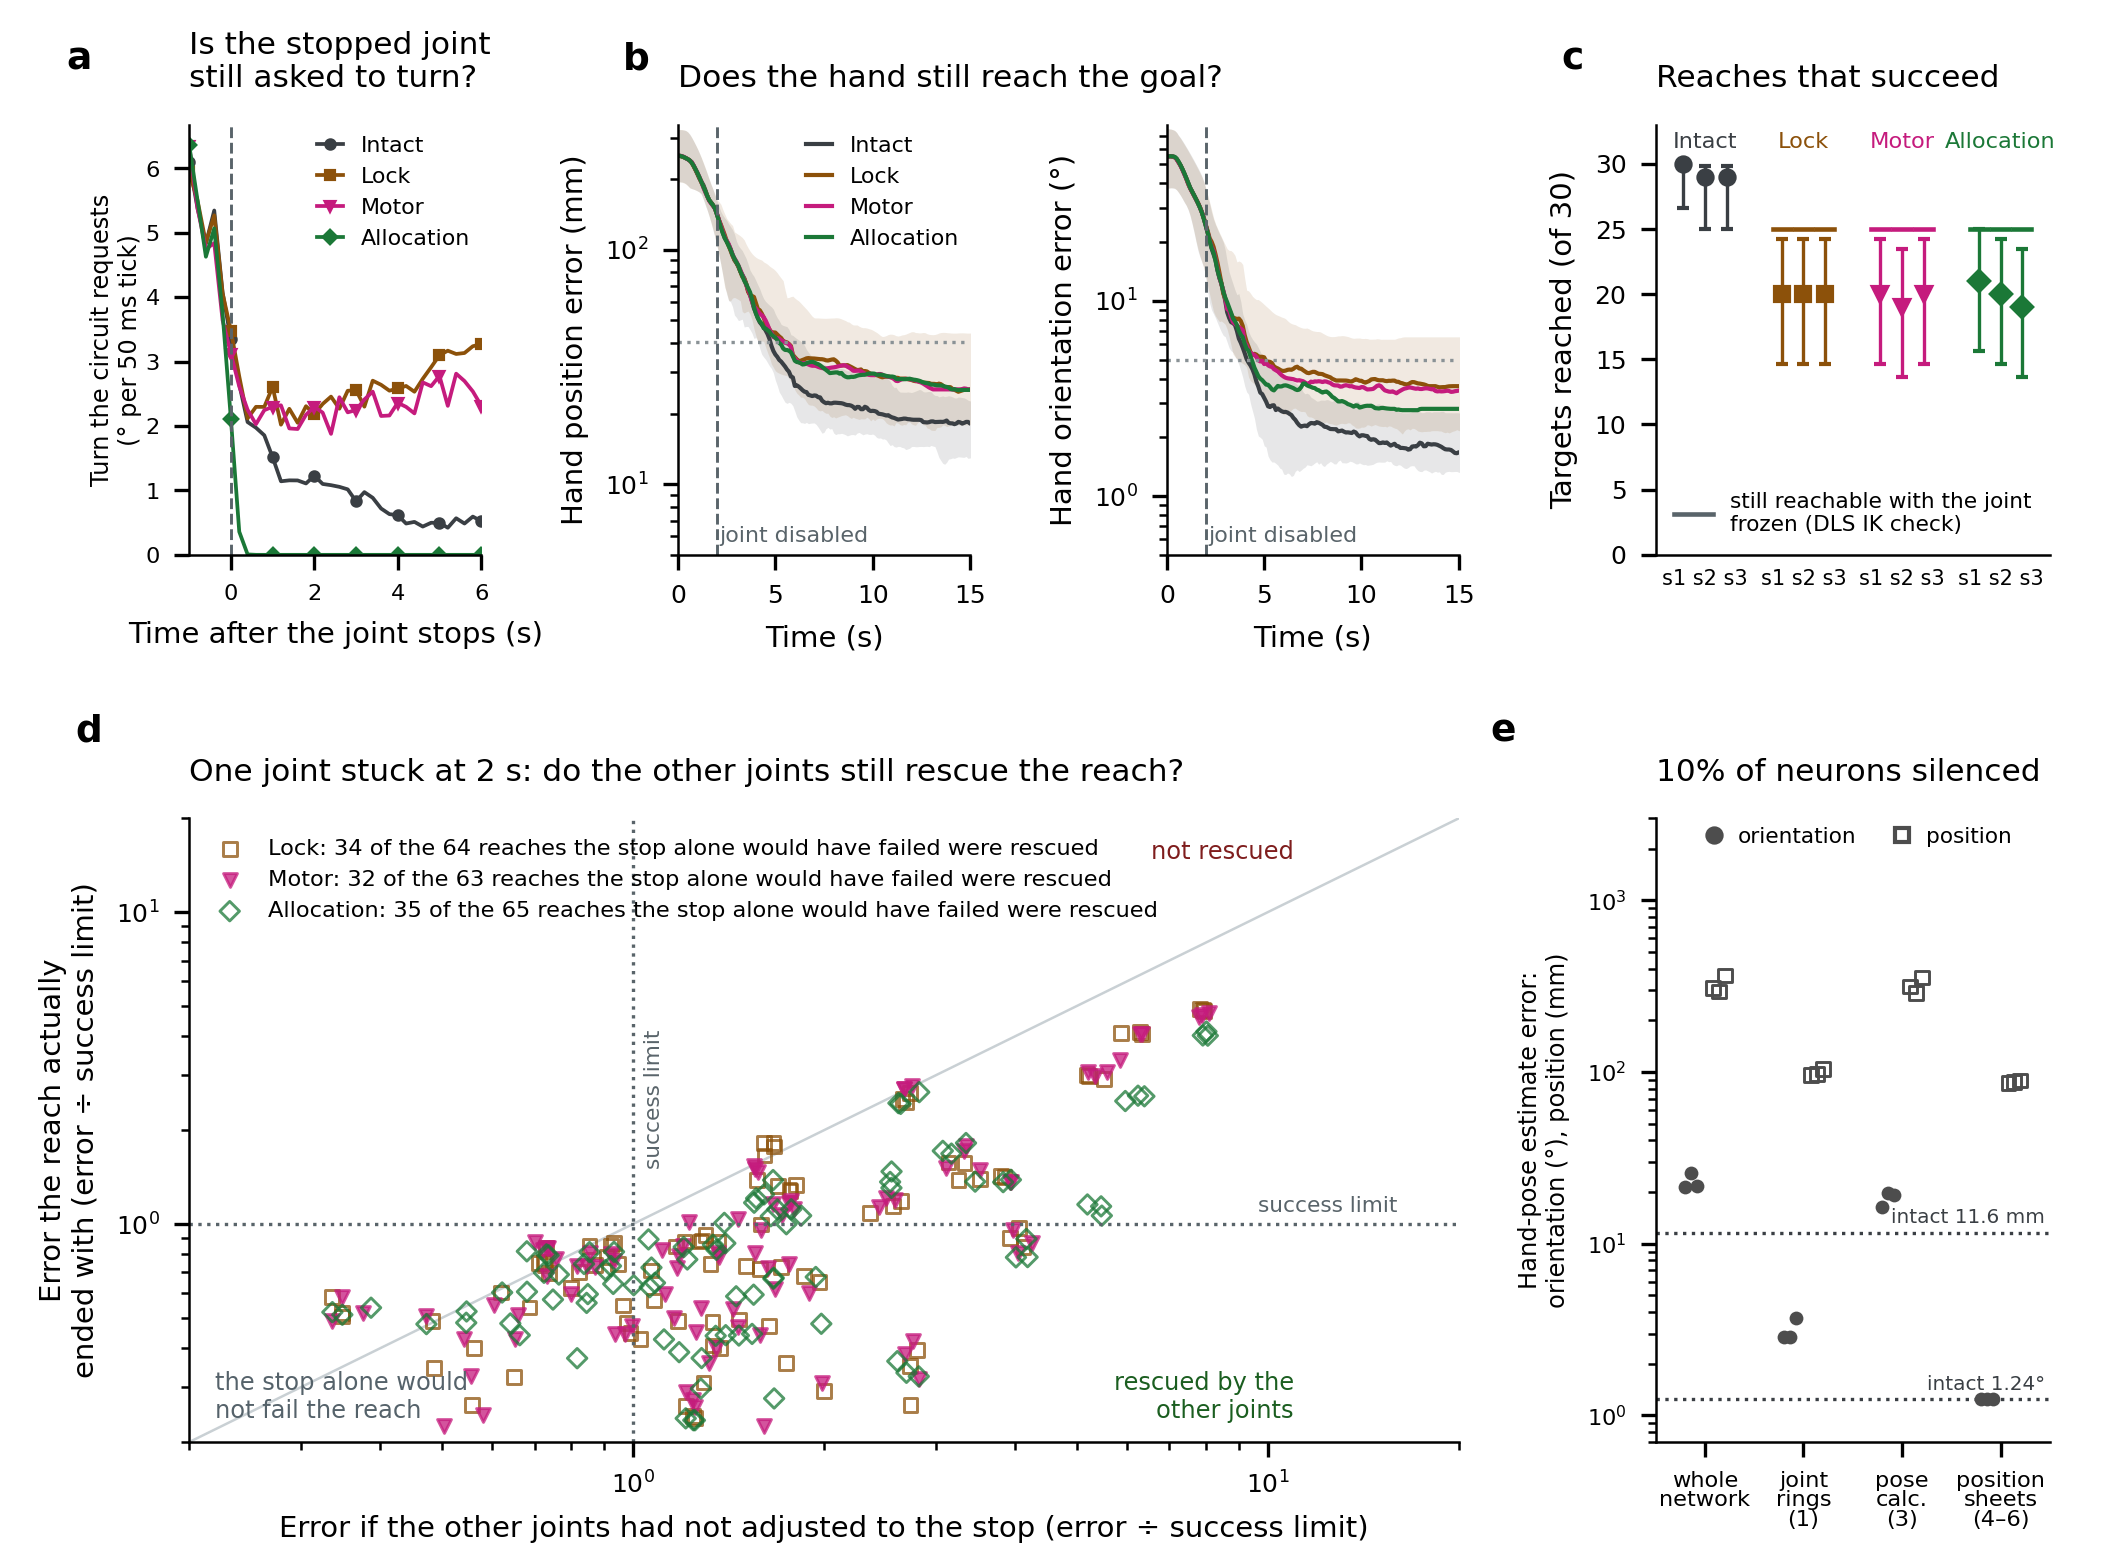 a
Is the stopped joint
still asked to turn?
Turn the circuit requests
(° per 50 ms tick)
6
5
4
3
2
1
0
Intact
Lock
Motor
Allocation
0 2 4 6
Time after the joint stops (s)
b
Does the hand still reach the goal?
Hand position error (mm)
10²
10¹
Intact
Lock
Motor
Allocation
joint disabled
0 5 10 15
Time (s)
Hand orientation error (°)
10¹
10⁰
joint disabled
0 5 10 15
Time (s)
c
Reaches that succeed
Targets reached (of 30)
30
25
20
15
10
5
0
Intact Lock Motor Allocation
still reachable with the joint
frozen (DLS IK check)
s1 s2 s3 s1 s2 s3 s1 s2 s3 s1 s2 s3
d
One joint stuck at 2 s: do the other joints still rescue the reach?
Error the reach actually
ended with (error ÷ success limit)
10¹
10⁰
Lock: 34 of the 64 reaches the stop alone would have failed were rescued
Motor: 32 of the 63 reaches the stop alone would have failed were rescued
Allocation: 35 of the 65 reaches the stop alone would have failed were rescued
not rescued
success limit
success limit
the stop alone would
not fail the reach
rescued by the
other joints
10⁰ 10¹
Error if the other joints had not adjusted to the stop (error ÷ success limit)
e
10% of neurons silenced
Hand-pose estimate error:
orientation (°), position (mm)
orientation position
10³
10²
10¹
10⁰
intact 11.6 mm
intact 1.24°
whole
network
joint
rings
(1)
pose
calc.
(3)
position
sheets
(4–6)